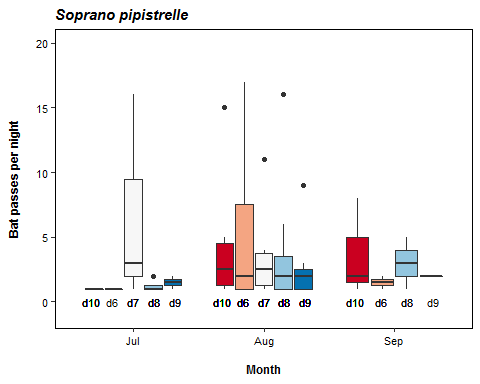 Soprano pipistrelle
Bat passes per night
20
15
10
5
0
d10 d6 d7 d8 d9 d10 d6 d7 d8 d9 d10 d6 d8 d9
Jul Aug Sep
Month